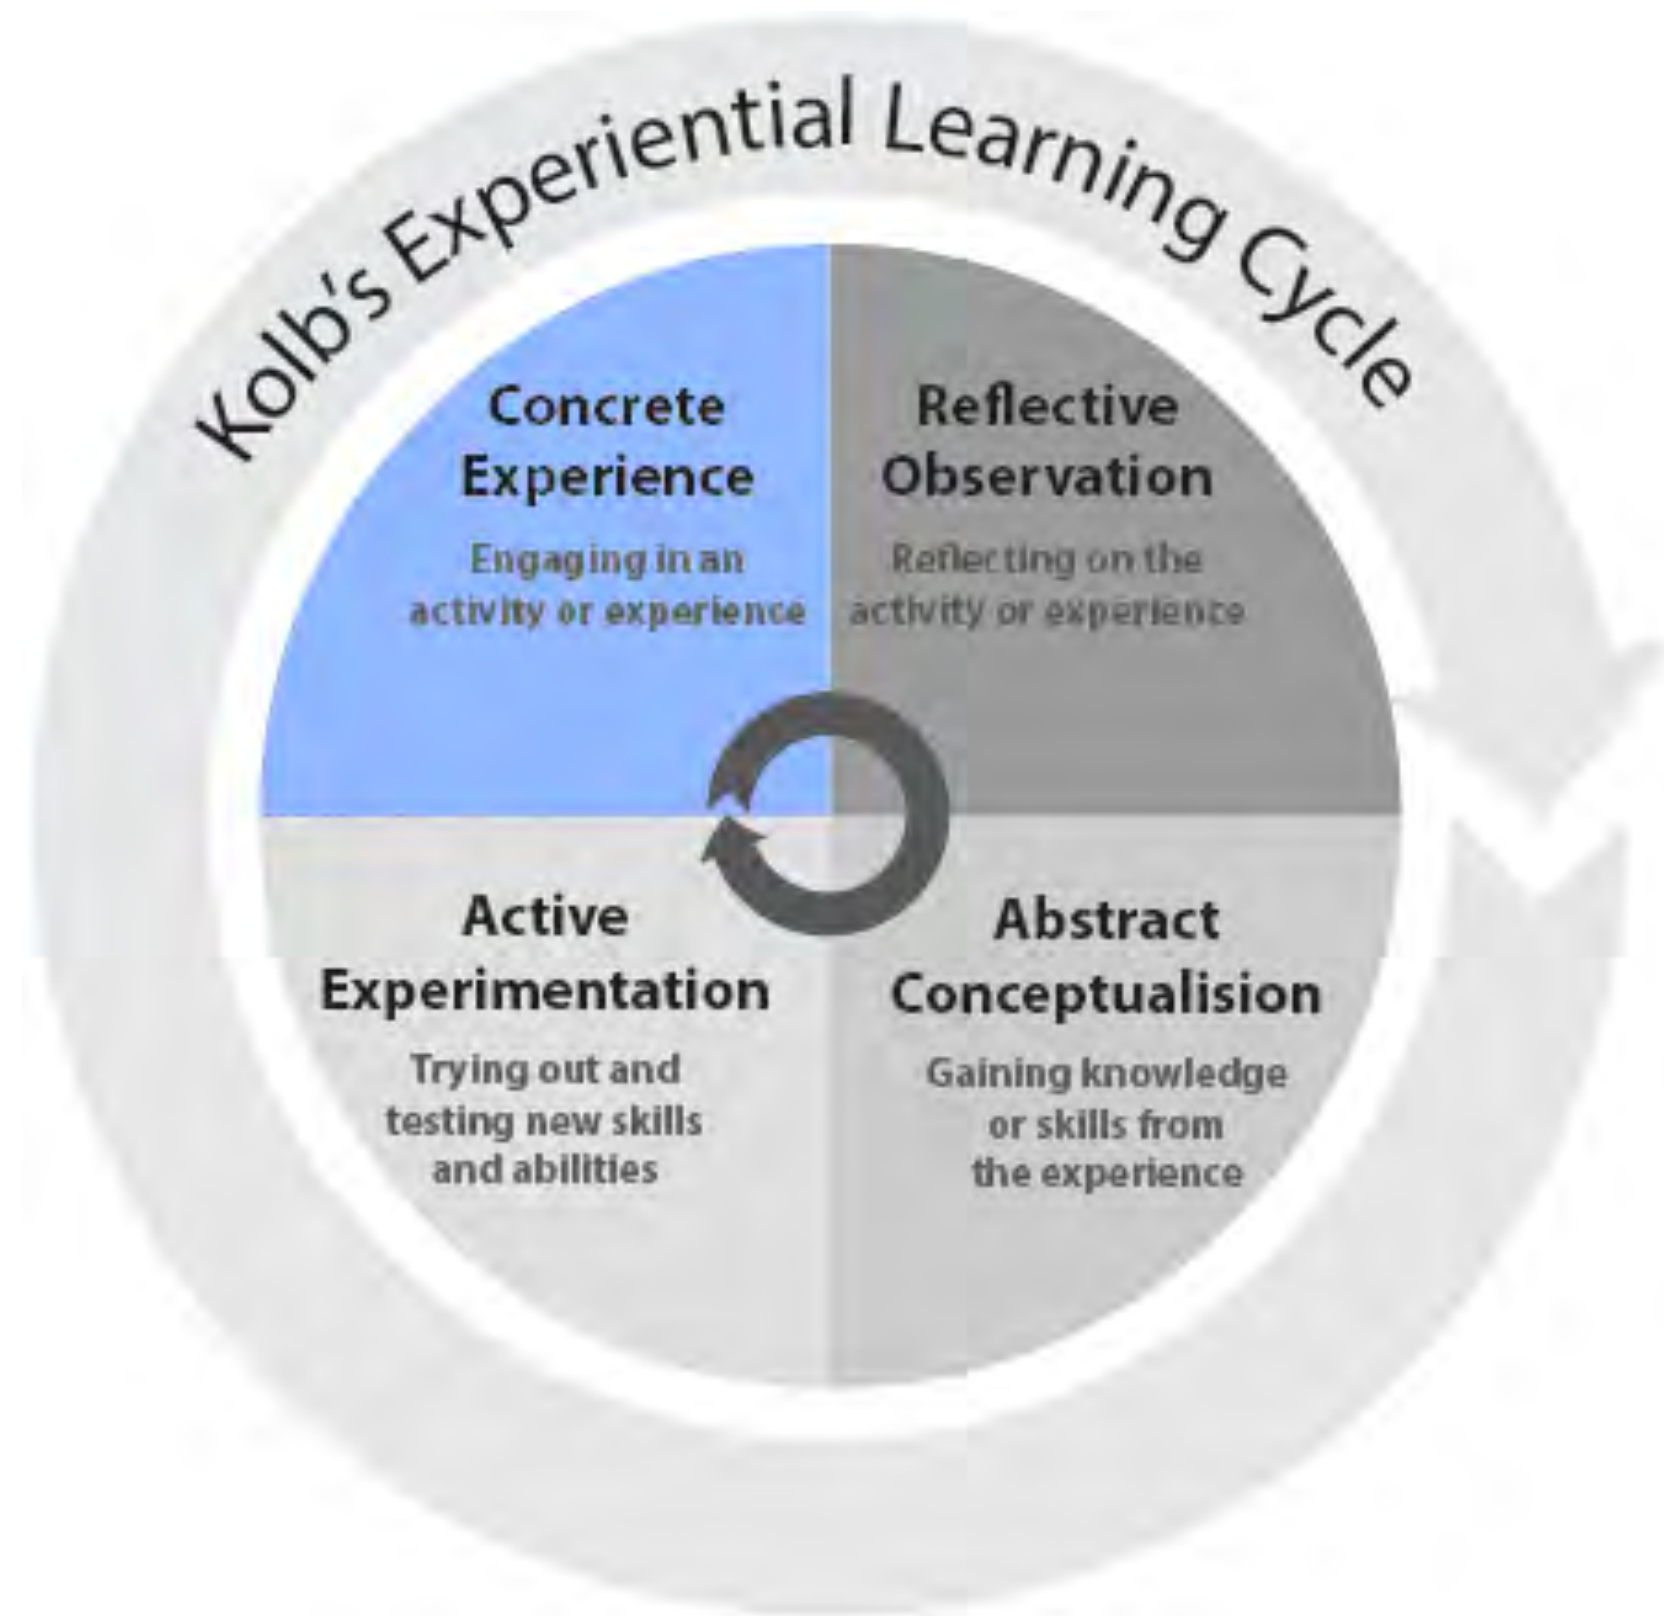 Kolb's Experiential Learning Cycle
Concrete
Experience
Engaging in an
activity or experience
Reflective
Observation
Reflecting on the
activity or experience
Abstract
Conceptualision
Gaining knowledge
or skills from
the experience
Active
Experimentation
Trying out and
testing new skills
and abilities